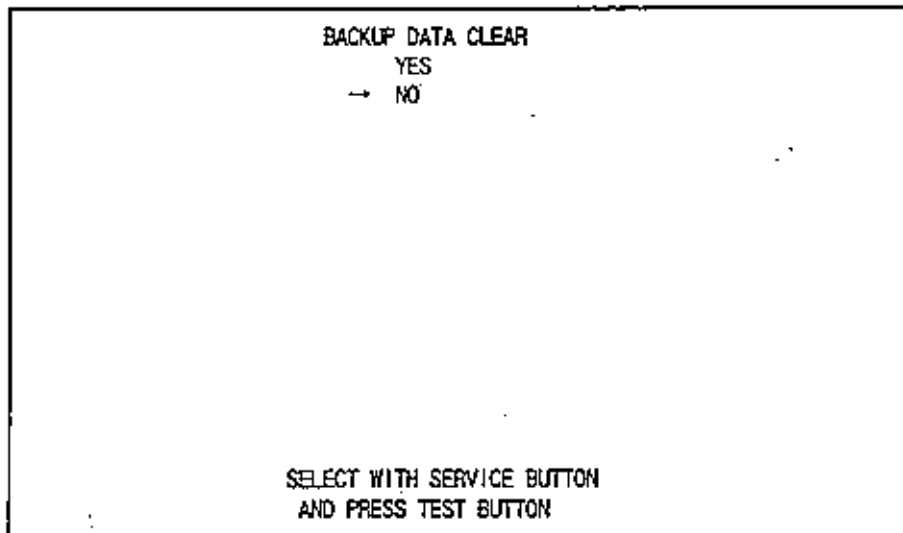 BACKUP DATA CLEAR
YES
→ NO
SELECT WITH SERVICE BUTTON
AND PRESS TEST BUTTON